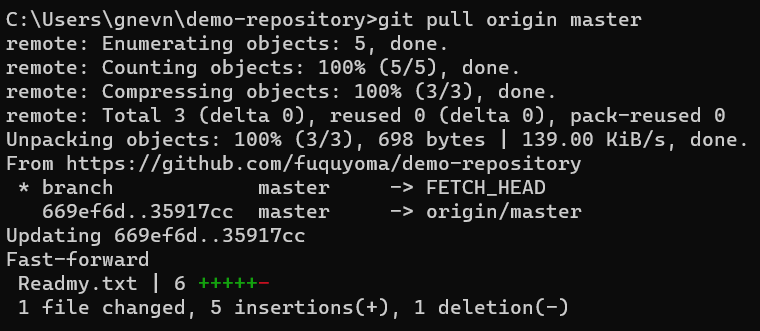 C:\Users\gnevn\demo-repository>git pull origin master
remote: Enumerating objects: 5, done.
remote: Counting objects: 100% (5/5), done.
remote: Compressing objects: 100% (3/3), done.
remote: Total 3 (delta 0), reused 0 (delta 0), pack-reused 0
Unpacking objects: 100% (3/3), 698 bytes | 139.00 KiB/s, done.
From https://github.com/fuquyoma/demo-repository
 * branch            master     -> FETCH_HEAD
   669ef6d..35917cc  master     -> origin/master
Updating 669ef6d..35917cc
Fast-forward
 Readmy.txt | 6 +++++-
 1 file changed, 5 insertions(+), 1 deletion(-)